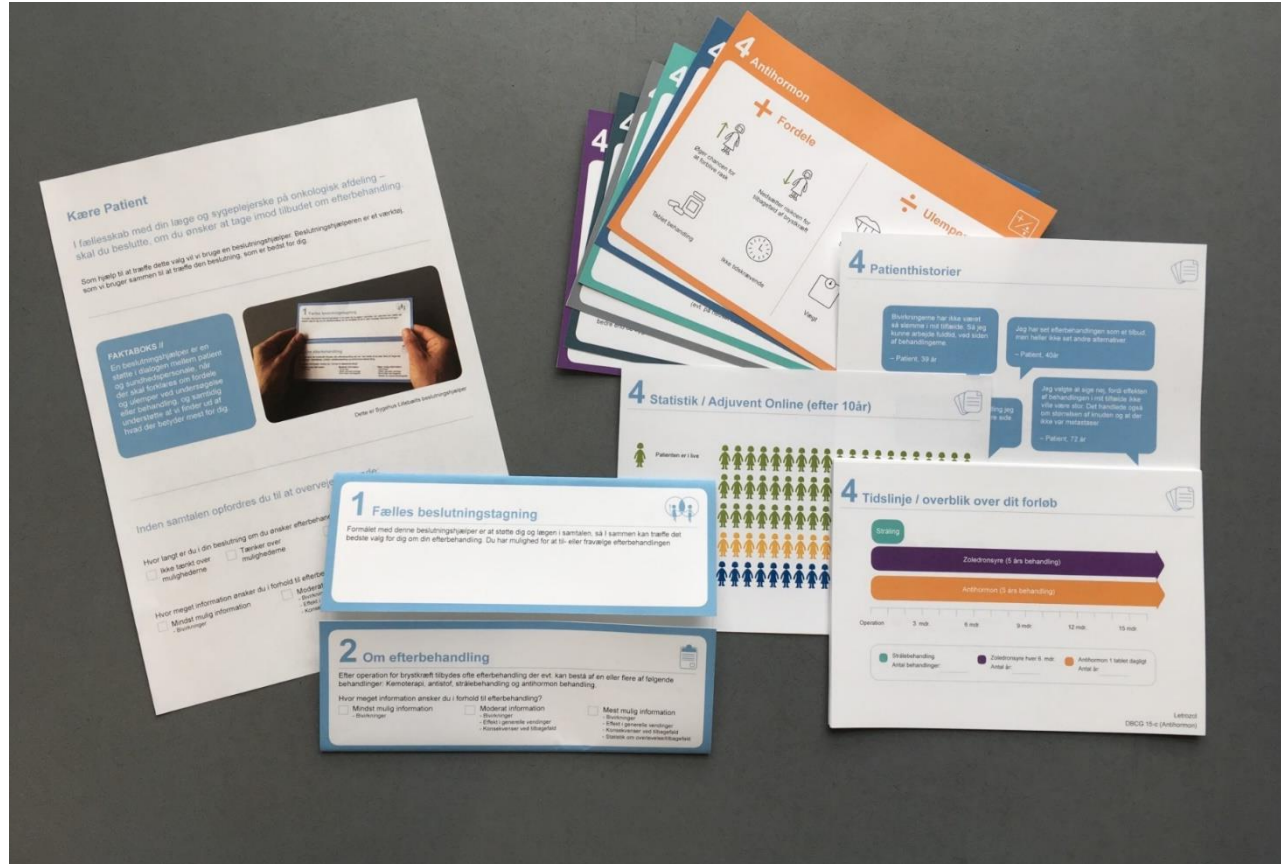 Kære Patient
I fællesskab med din læge og sygeplejerske på onkologisk afdeling –
skal du beslutte, om du ønsker at tage imod tilbudet om efterbehandling.
Som hjælp til at træffe dette valg vil vi bruge en beslutningshjælper. Beslutningshjælperen er et værktøj,
som vi bruger sammen til at træffe den beslutning, som er bedst for dig.
FAKTABOKS //
En beslutningshjælper er en
støtte i dialogen mellem patient
og sundhedspersonale, når
der skal forklares om fordele
og ulemper ved undersøgelse
eller behandling, og samtidig
understøtte at vi finder ud af
hvad der betyder mest for dig.
1 Fælles beslutningstagning
Dette er Sygehus Lillebælts beslutningshjælper
Inden samtalen opfordres du til at overveje
Hvor langt er du i din beslutning om du ønsker
Ikke tænkt over
mulighederne
Tænker over
mulighederne
Hvor meget information ønsker du i forhold til
Mindst mulig information
- Bivirkninger
Moderat
- Bivirkninger
- Effekt i
1 Fælles beslutningstagning
Formålet med denne beslutningshjælper er at støtte dig og lægen i samtalen, så I sammen kan træffe det
bedste valg for dig om din efterbehandling. Du har mulighed for at til- eller fravælge efterbehandlingen
2 Om efterbehandling
Efter operation for brystkræft tilbydes ofte efterbehandling der evt. kan bestå af en eller flere af følgende
behandlinger: Kemoterapi, antistof, strålebehandling og antihormon behandling.
Hvor meget information ønsker du i forhold til efterbehandling?
Mindst mulig information
- Bivirkninger
Moderat information
- Bivirkninger
- Effekt i generelle vendinger
- Konsekvenser ved tilbagefald
Mest mulig information
- Bivirkninger
- Effekt i generelle vendinger
- Konsekvenser ved tilbagefald
- Statistik om overlevelse/tilbagefald
4
4
4
4
4
4 Antihormon
+ Fordele
Øger chancen for
at forblive rask
Nedsætter risikoen for
tilbagefald af brystkræft
Tablet behandling
Ikke tidskrævende
÷ Ulemper
Vægt
4 Patienthistorier
Bivirkningerne har ikke været
så slemme i mit tilfælde. Så jeg
kunne arbejde fuldtid, ved siden
af behandlingerne.
– Patient, 39 år
Jeg har set efterbehandlingen som et tilbud,
men heller ikke set andre alternativer
– Patient, 40år
Jeg valgte at sige nej, fordi effekten
af behandlingen i mit tilfælde ikke
ville være stor. Det handlede også
om størrelsen af knuden og at der
ikke var metastaser
– Patient, 72 år
4 Statistik / Adjuvent Online (efter 10år)
Patienten er i live
4 Tidslinje / overblik over dit forløb
Stråling
Zoledronsyre (5 års behandling)
Antihormon (5 års behandling)
Operation 3 mdr. 6 mdr. 9 mdr. 12 mdr. 15 mdr.
Strålebehandling
Antal behandlinger:
Zoledronsyre hver 6. mdr.
Antal år:
Antihormon 1 tablet dagligt
Antal år:
Letrozol
DBCG 15-c (Antihormon)